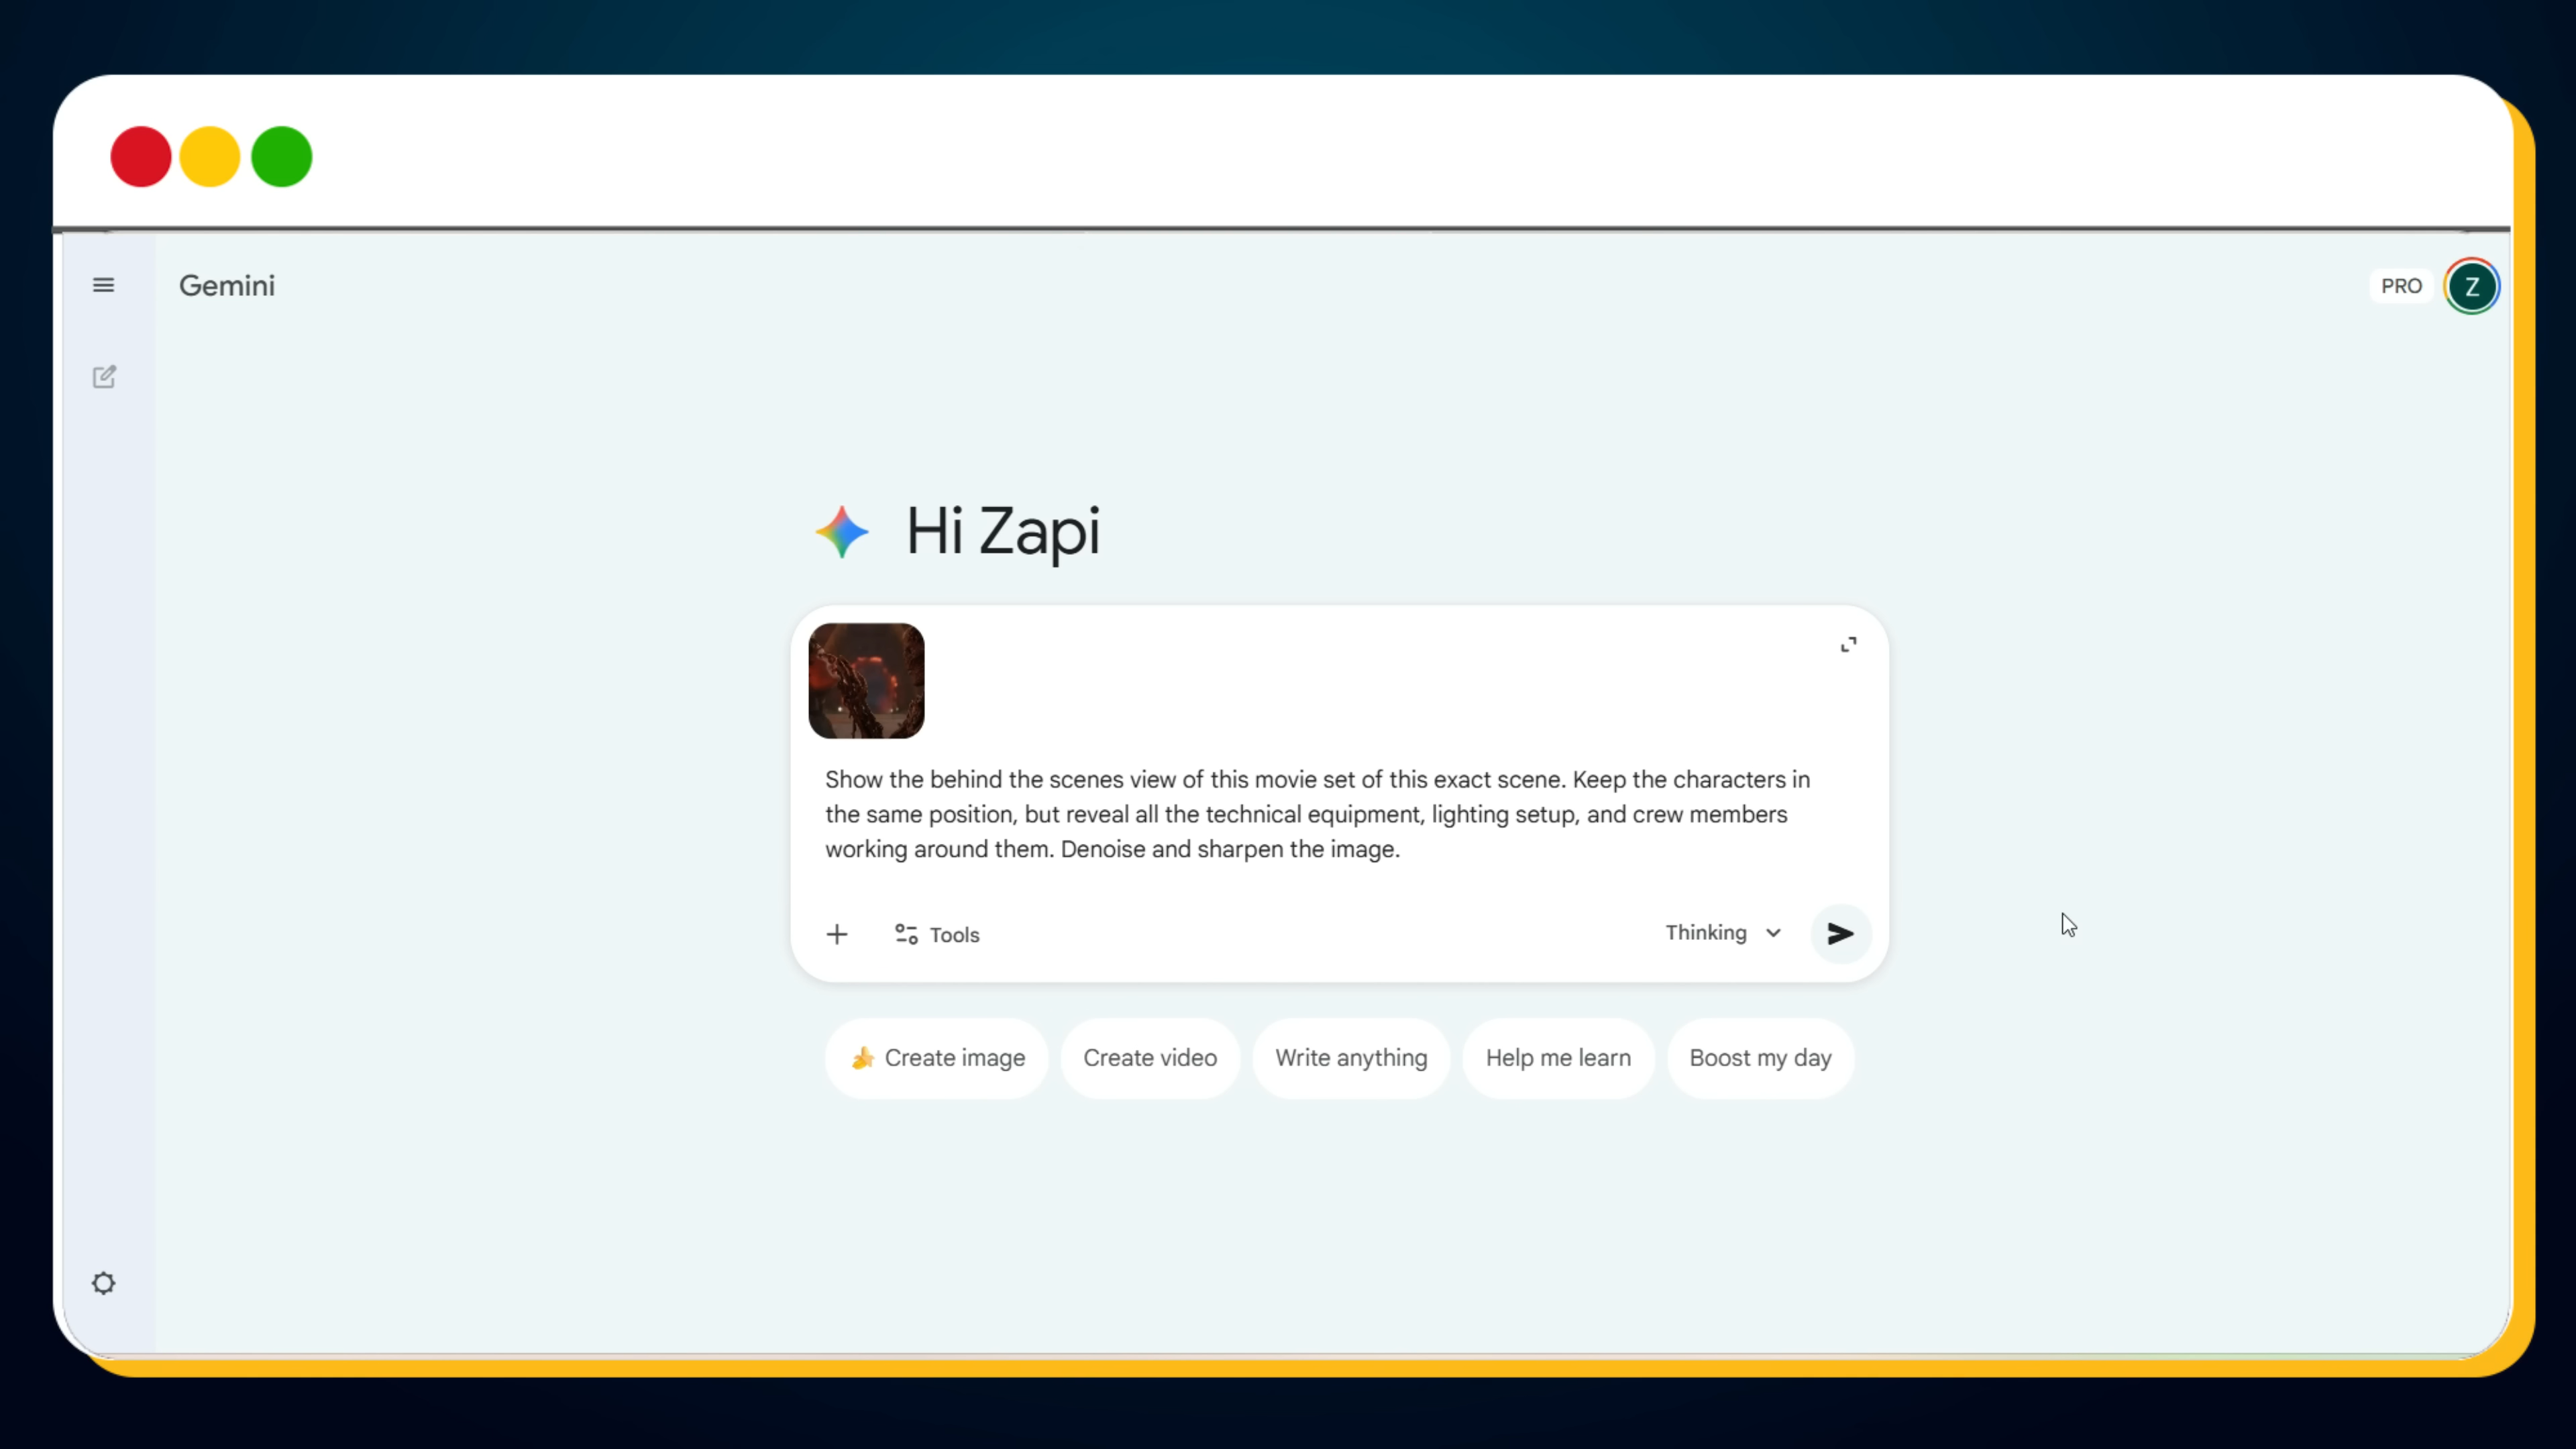 Gemini
PRO
Z
Hi Zapi
Show the behind the scenes view of this movie set of this exact scene. Keep the characters in
the same position, but reveal all the technical equipment, lighting setup, and crew members
working around them. Denoise and sharpen the image.
Tools
Thinking
Create image
Create video
Write anything
Help me learn
Boost my day